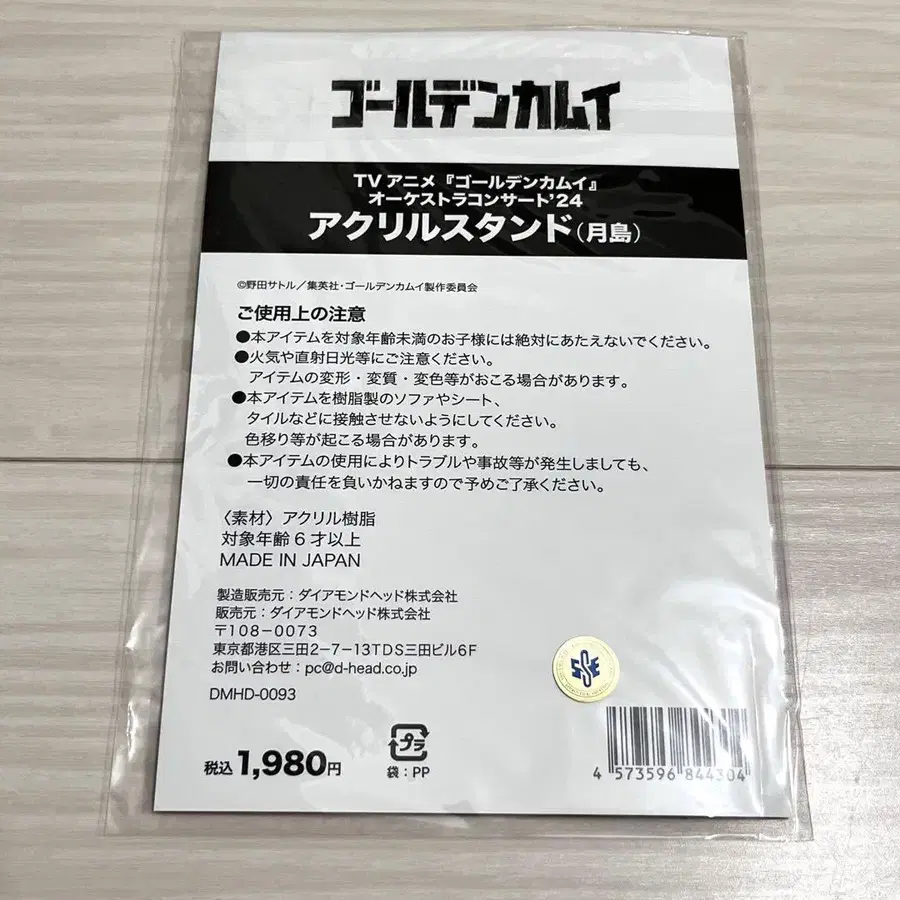 ゴールデンカムイ
TVアニメ『ゴールデンカムイ』
オーケストラコンサート'24
アクリルスタンド（月島）
©野田サトル／集英社・ゴールデンカムイ製作委員会
ご使用上の注意
●本アイテムを対象年齢未満のお子様には絶対にあたえないでください。
●火気や直射日光等にご注意ください。
アイテムの変形・変質・変色等がおこる場合があります。
●本アイテムを樹脂製のソファやシート、
タイルなどに接触させないようにしてください。
色移り等が起こる場合があります。
●本アイテムの使用によりトラブルや事故等が発生しましても、
一切の責任を負いかねますので予めご了承ください。
〈素材〉アクリル樹脂
対象年齢6才以上
MADE IN JAPAN
製造販売元：ダイアモンドヘッド株式会社
販売元：ダイアモンドヘッド株式会社
〒108-0073
東京都港区三田2-7-13TDS三田ビル6F
お問い合わせ：pc@d-head.co.jp
DMHD-0093
税込1,980円
プラ
袋：PP
4 573596 844304